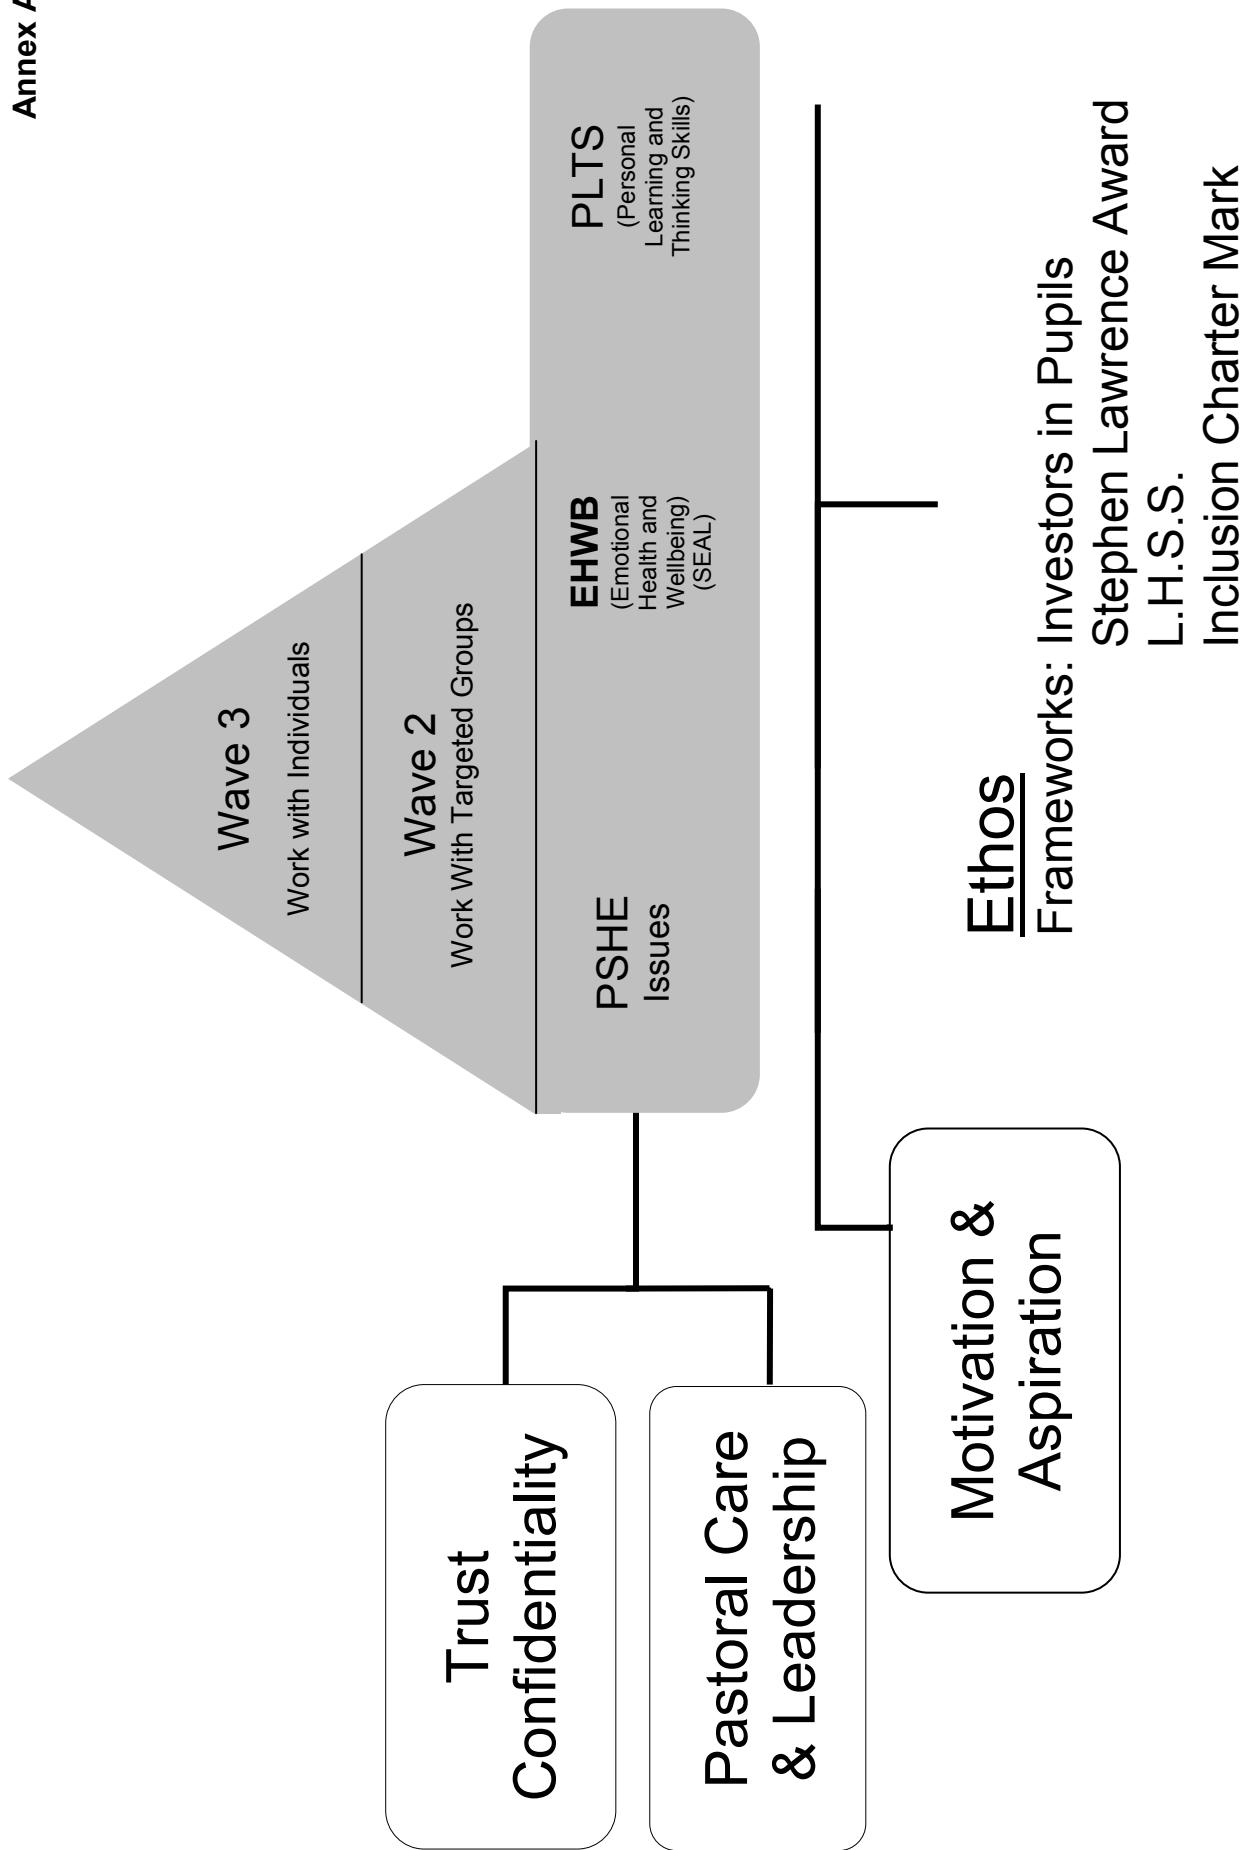 Annex A
Wave 3
Work with Individuals
Wave 2
Work With Targeted Groups
PSHE
Issues
EHWB
(Emotional
Health and
Wellbeing)
(SEAL)
PLTS
(Personal
Learning and
Thinking Skills)
Trust
Confidentiality
Pastoral Care
& Leadership
Motivation &
Aspiration
Ethos
Frameworks: Investors in Pupils
Stephen Lawrence Award
L.H.S.S.
Inclusion Charter Mark